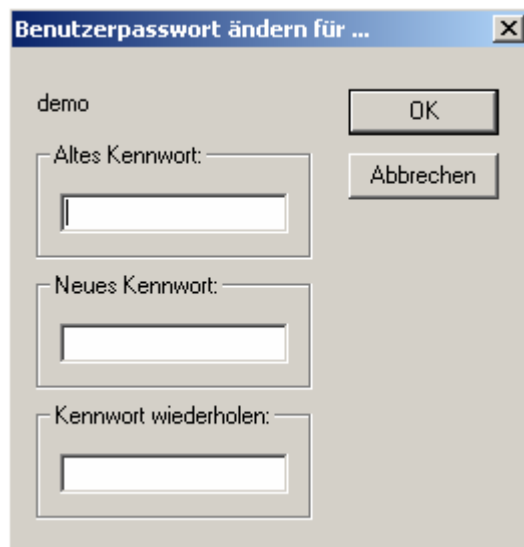 Benutzerpasswort ändern für ...
demo
OK
Altes Kennwort:
Abbrechen
Neues Kennwort:
Kennwort wiederholen: